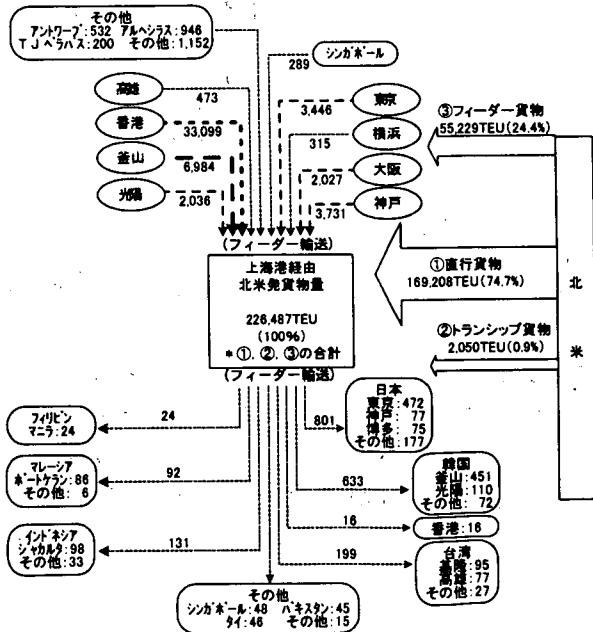 その他
アントワープ:532 アルヘシラス:946
TJペラパス:200 その他:1,152
シンガポール
289
高雄
473
香港
33,099
釜山
6,984
光陽
2,036
東京
3,446
横浜
315
大阪
2,027
神戸
3,731
③フィーダー貨物
55,229TEU(24.4%)
(フィーダー輸送)
上海港経由
北米発貨物量
226,487TEU
(100%)
*①,②,③の合計
(フィーダー輸送)
①直行貨物
169,208TEU(74.7%)
②トランシップ貨物
2,050TEU(0.9%)
北
米
フィリピン
マニラ:24
24
マレーシア
ポートケラン:86
その他: 6
92
インドネシア
ジャカルタ:98
その他:33
131
その他
シンガポール:48 パキスタン:45
タイ:46 その他:15
801
日本
東京:472
神戸: 77
博多: 75
その他:177
633
韓国
釜山:451
光陽:110
その他: 72
16
香港:16
199
台湾
基隆:95
高雄:77
その他:27